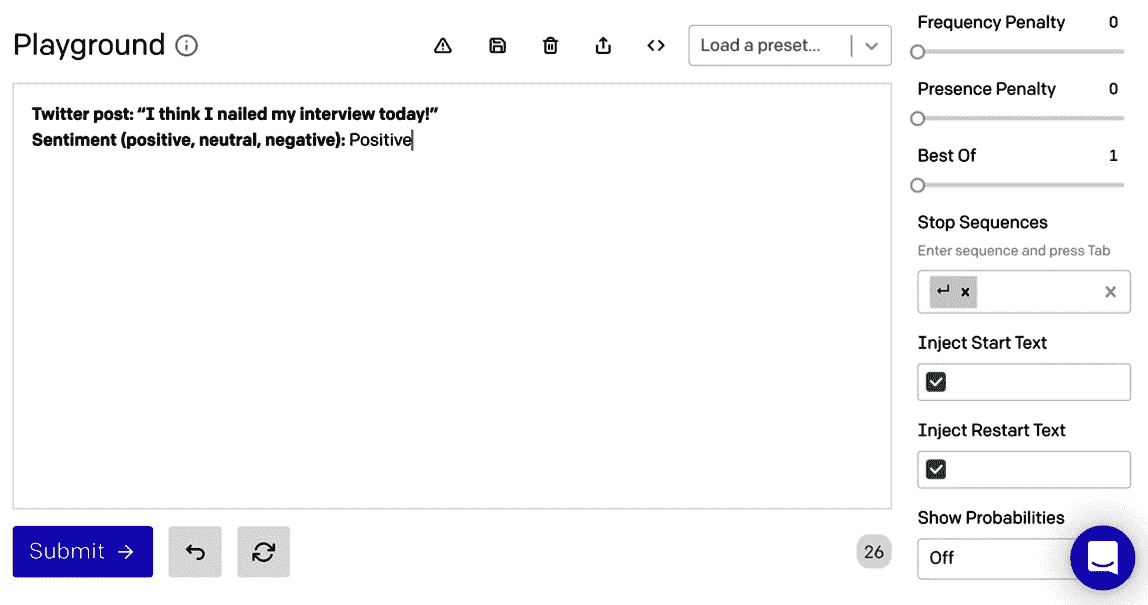 Playground
Load a preset...
Twitter post: “I think I nailed my interview today!”
Sentiment (positive, neutral, negative): Positive
Submit →
26
Frequency Penalty 0
Presence Penalty 0
Best Of 1
Stop Sequences
Enter sequence and press Tab
↵ x
Inject Start Text
Inject Restart Text
Show Probabilities
Off